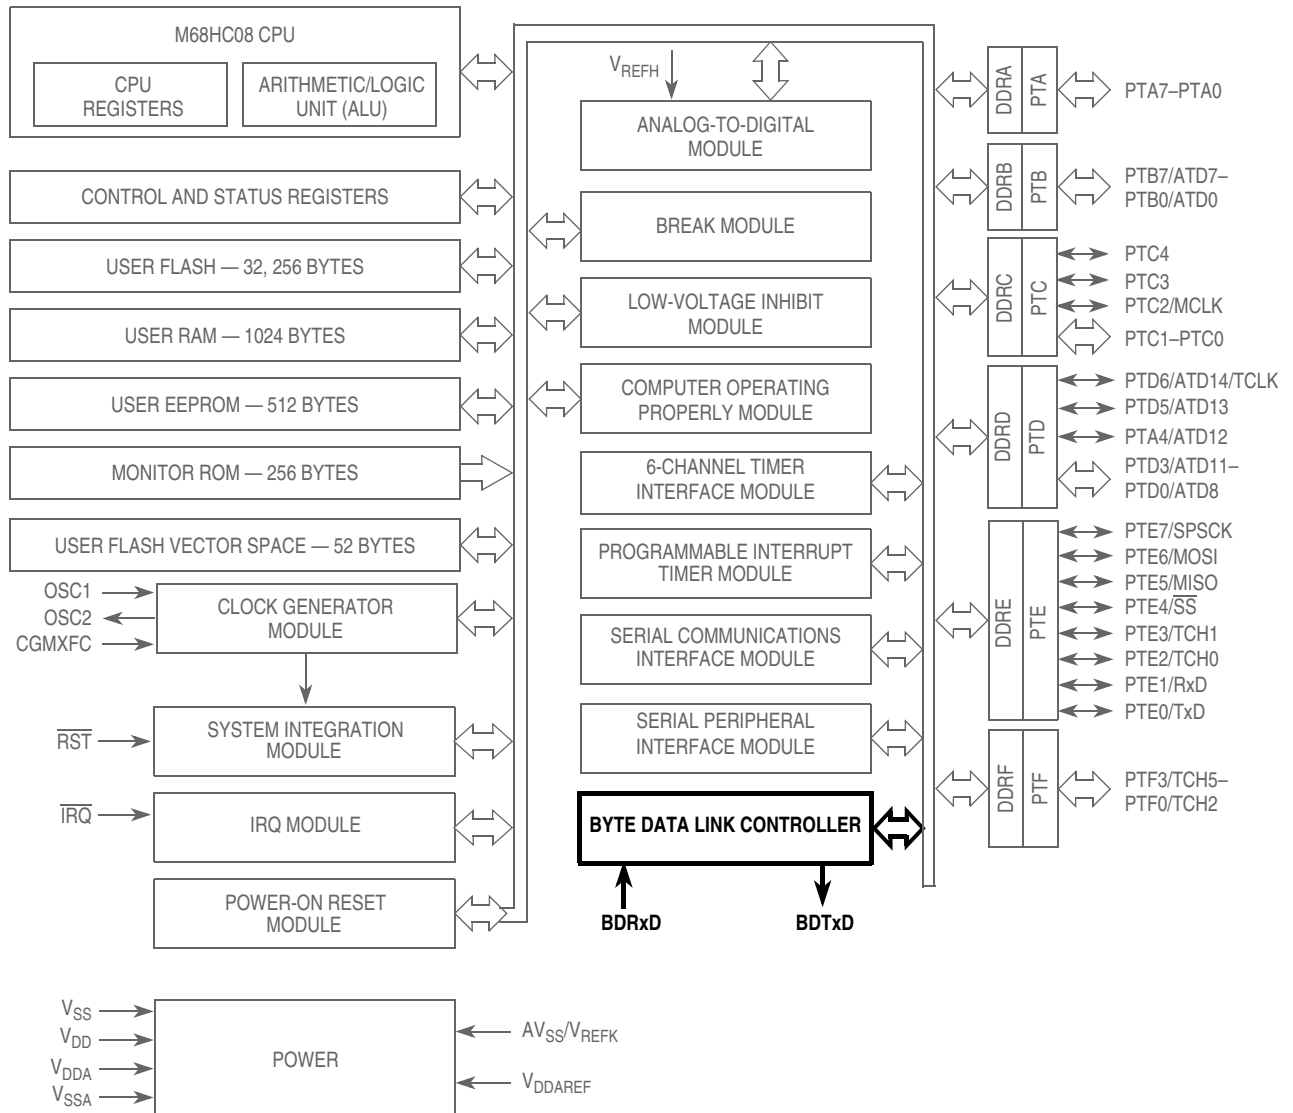 M68HC08 CPU
CPU
REGISTERS
ARITHMETIC/LOGIC
UNIT (ALU)
CONTROL AND STATUS REGISTERS
USER FLASH — 32, 256 BYTES
USER RAM — 1024 BYTES
USER EEPROM — 512 BYTES
MONITOR ROM — 256 BYTES
USER FLASH VECTOR SPACE — 52 BYTES
OSC1
OSC2
CGMXFC
CLOCK GENERATOR
MODULE
RST
SYSTEM INTEGRATION
MODULE
IRQ
IRQ MODULE
POWER-ON RESET
MODULE
VSS
VDD
VDDA
VSSA
POWER
AVSS/VREFK
VDDAREF
VREFH
ANALOG-TO-DIGITAL
MODULE
BREAK MODULE
LOW-VOLTAGE INHIBIT
MODULE
COMPUTER OPERATING
PROPERLY MODULE
6-CHANNEL TIMER
INTERFACE MODULE
PROGRAMMABLE INTERRUPT
TIMER MODULE
SERIAL COMMUNICATIONS
INTERFACE MODULE
SERIAL PERIPHERAL
INTERFACE MODULE
BYTE DATA LINK CONTROLLER
BDRxD
BDTxD
DDRA
PTA
PTA7–PTA0
DDRB
PTB
PTB7/ATD7–
PTB0/ATD0
DDRC
PTC
PTC4
PTC3
PTC2/MCLK
PTC1–PTC0
DDRD
PTD
PTD6/ATD14/TCLK
PTD5/ATD13
PTA4/ATD12
PTD3/ATD11–
PTD0/ATD8
DDRE
PTE
PTE7/SPSCK
PTE6/MOSI
PTE5/MISO
PTE4/SS
PTE3/TCH1
PTE2/TCH0
PTE1/RxD
PTE0/TxD
DDRF
PTF
PTF3/TCH5–
PTF0/TCH2